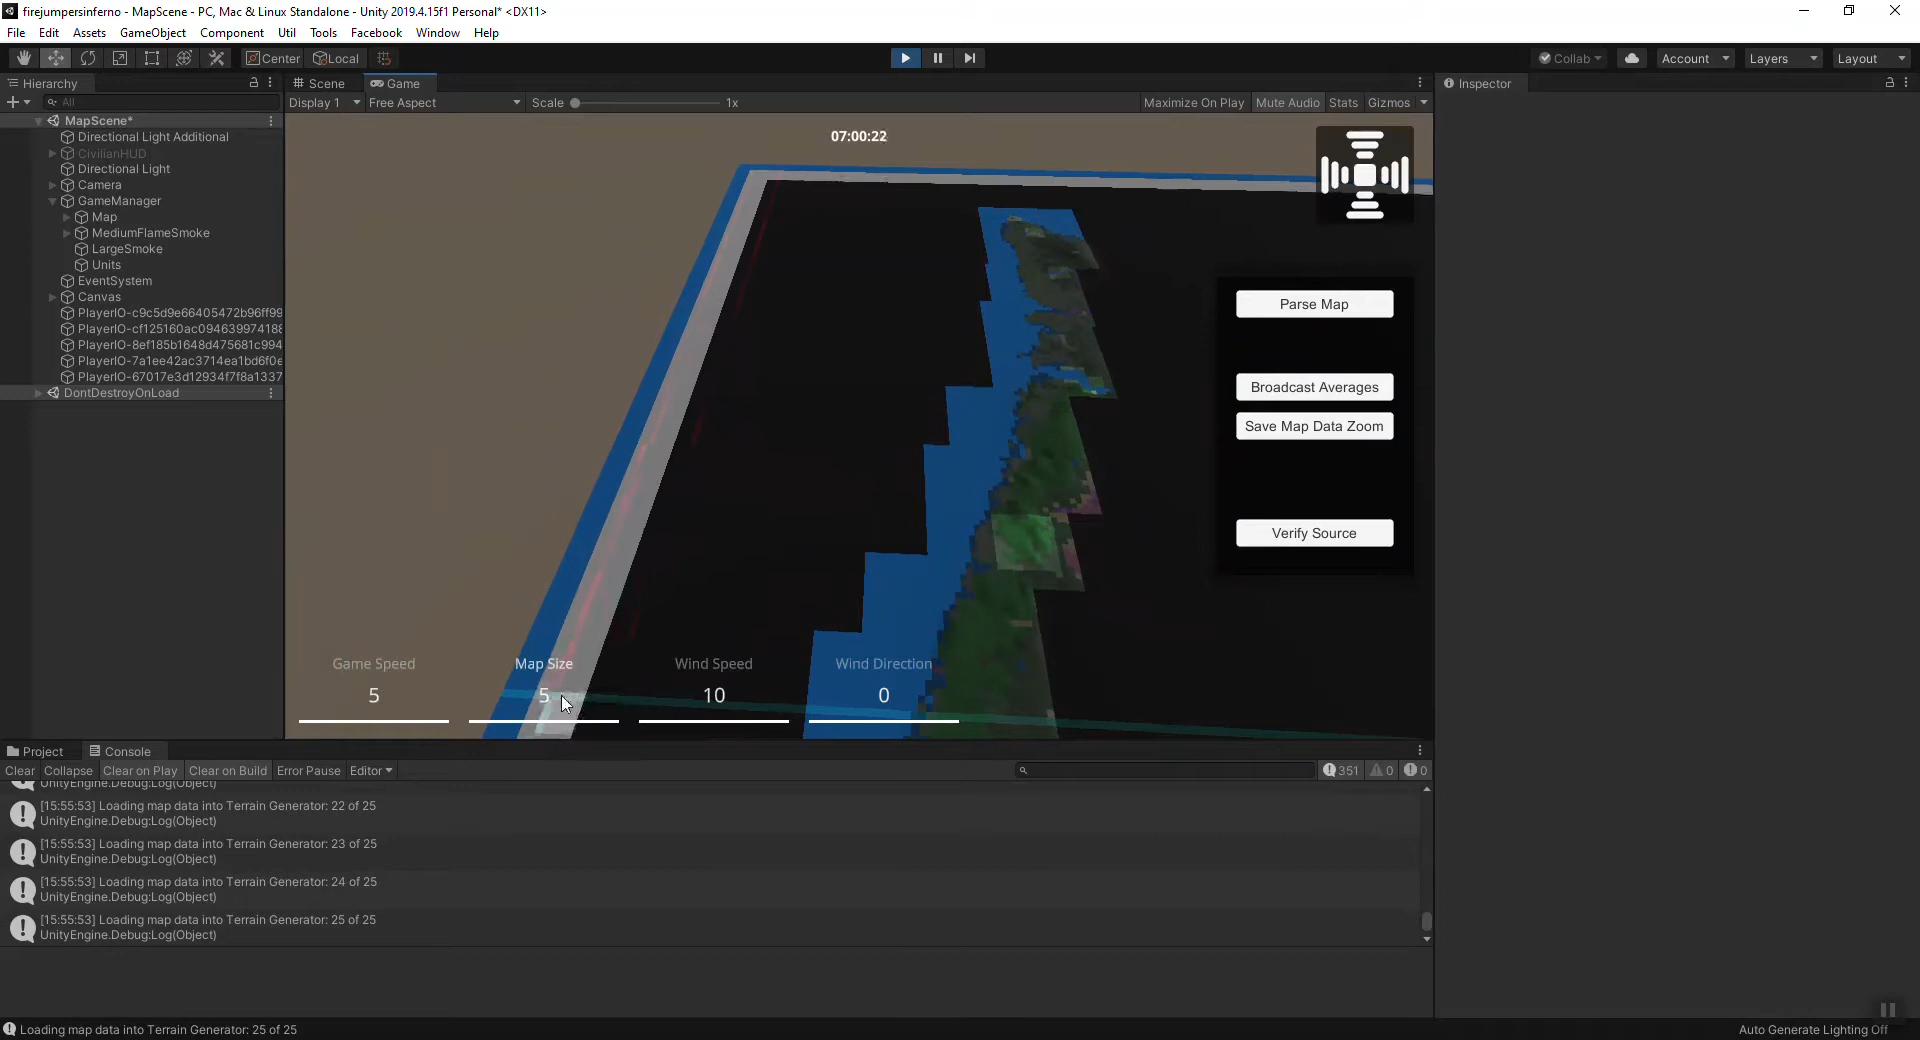 firejumpersinferno - MapScene - PC, Mac & Linux Standalone - Unity 2019.4.15f1 Personal* <DX11>
File Edit Assets GameObject Component Util Tools Facebook Window Help
Center Local Collab Account Layers Layout
Hierarchy
All
MapScene*
Directional Light Additional
CivilianHUD
Directional Light
Camera
GameManager
Map
MediumFlameSmoke
LargeSmoke
Units
EventSystem
Canvas
PlayerIO-c9c5d9e66405472b96ff99
PlayerIO-cf125160ac094639974188
PlayerIO-8ef185b1648d475681c994
PlayerIO-7a1ee42ac3714ea1bd6f0e
PlayerIO-67017e3d12934f7f8a1337
DontDestroyOnLoad
Scene Game
Display 1 Free Aspect Scale 1x Maximize On Play Mute Audio Stats Gizmos
07:00:22
Parse Map
Broadcast Averages
Save Map Data Zoom
Verify Source
Game Speed Map Size Wind Speed Wind Direction
5 5 10 0
Inspector
Project Console
Clear Collapse Clear on Play Clear on Build Error Pause Editor 351 0 0
UnityEngine.Debug:Log(Object)
[15:55:53] Loading map data into Terrain Generator: 22 of 25
UnityEngine.Debug:Log(Object)
[15:55:53] Loading map data into Terrain Generator: 23 of 25
UnityEngine.Debug:Log(Object)
[15:55:53] Loading map data into Terrain Generator: 24 of 25
UnityEngine.Debug:Log(Object)
[15:55:53] Loading map data into Terrain Generator: 25 of 25
UnityEngine.Debug:Log(Object)
Loading map data into Terrain Generator: 25 of 25 Auto Generate Lighting Off